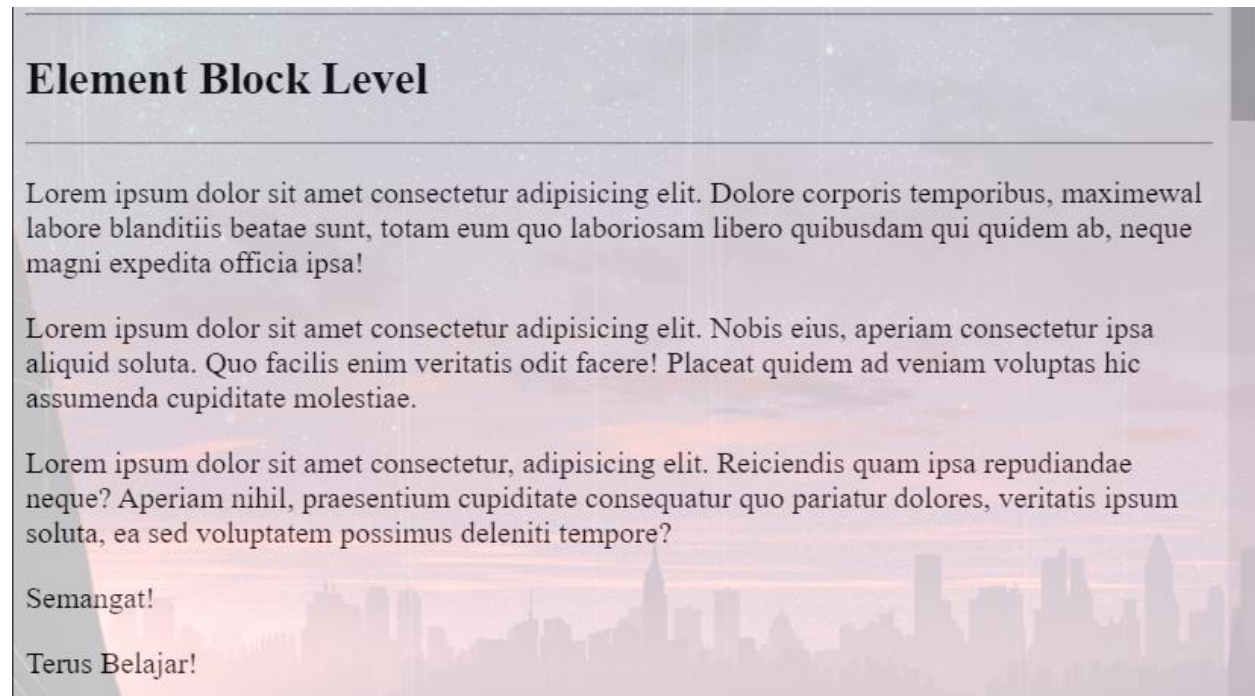 Element Block Level
Lorem ipsum dolor sit amet consectetur adipisicing elit. Dolore corporis temporibus, maximewal
labore blanditiis beatae sunt, totam eum quo laboriosam libero quibusdam qui quidem ab, neque
magni expedita officia ipsa!
Lorem ipsum dolor sit amet consectetur adipisicing elit. Nobis eius, aperiam consectetur ipsa
aliquid soluta. Quo facilis enim veritatis odit facere! Placeat quidem ad veniam voluptas hic
assumenda cupiditate molestiae.
Lorem ipsum dolor sit amet consectetur, adipisicing elit. Reiciendis quam ipsa repudiandae
neque? Aperiam nihil, praesentium cupiditate consequatur quo pariatur dolores, veritatis ipsum
soluta, ea sed voluptatem possimus deleniti tempore?
Semangat!
Terus Belajar!